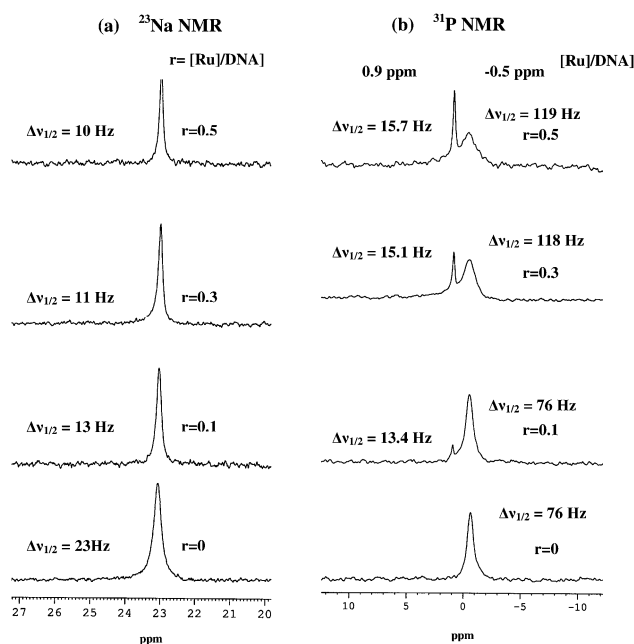 (a) ²³Na NMR
r= [Ru]/DNA]
Δν1/2 = 10 Hz r=0.5
Δν1/2 = 11 Hz r=0.3
Δν1/2 = 13 Hz r=0.1
Δν1/2 = 23Hz r=0
27 26 25 24 23 22 21 20
ppm
(b) ³¹P NMR
0.9 ppm -0.5 ppm [Ru]/DNA]
Δν1/2 = 15.7 Hz Δν1/2 = 119 Hz
r=0.5
Δν1/2 = 15.1 Hz Δν1/2 = 118 Hz
r=0.3
Δν1/2 = 13.4 Hz Δν1/2 = 76 Hz
r=0.1
Δν1/2 = 76 Hz
r=0
10 5 0 -5 -10
ppm